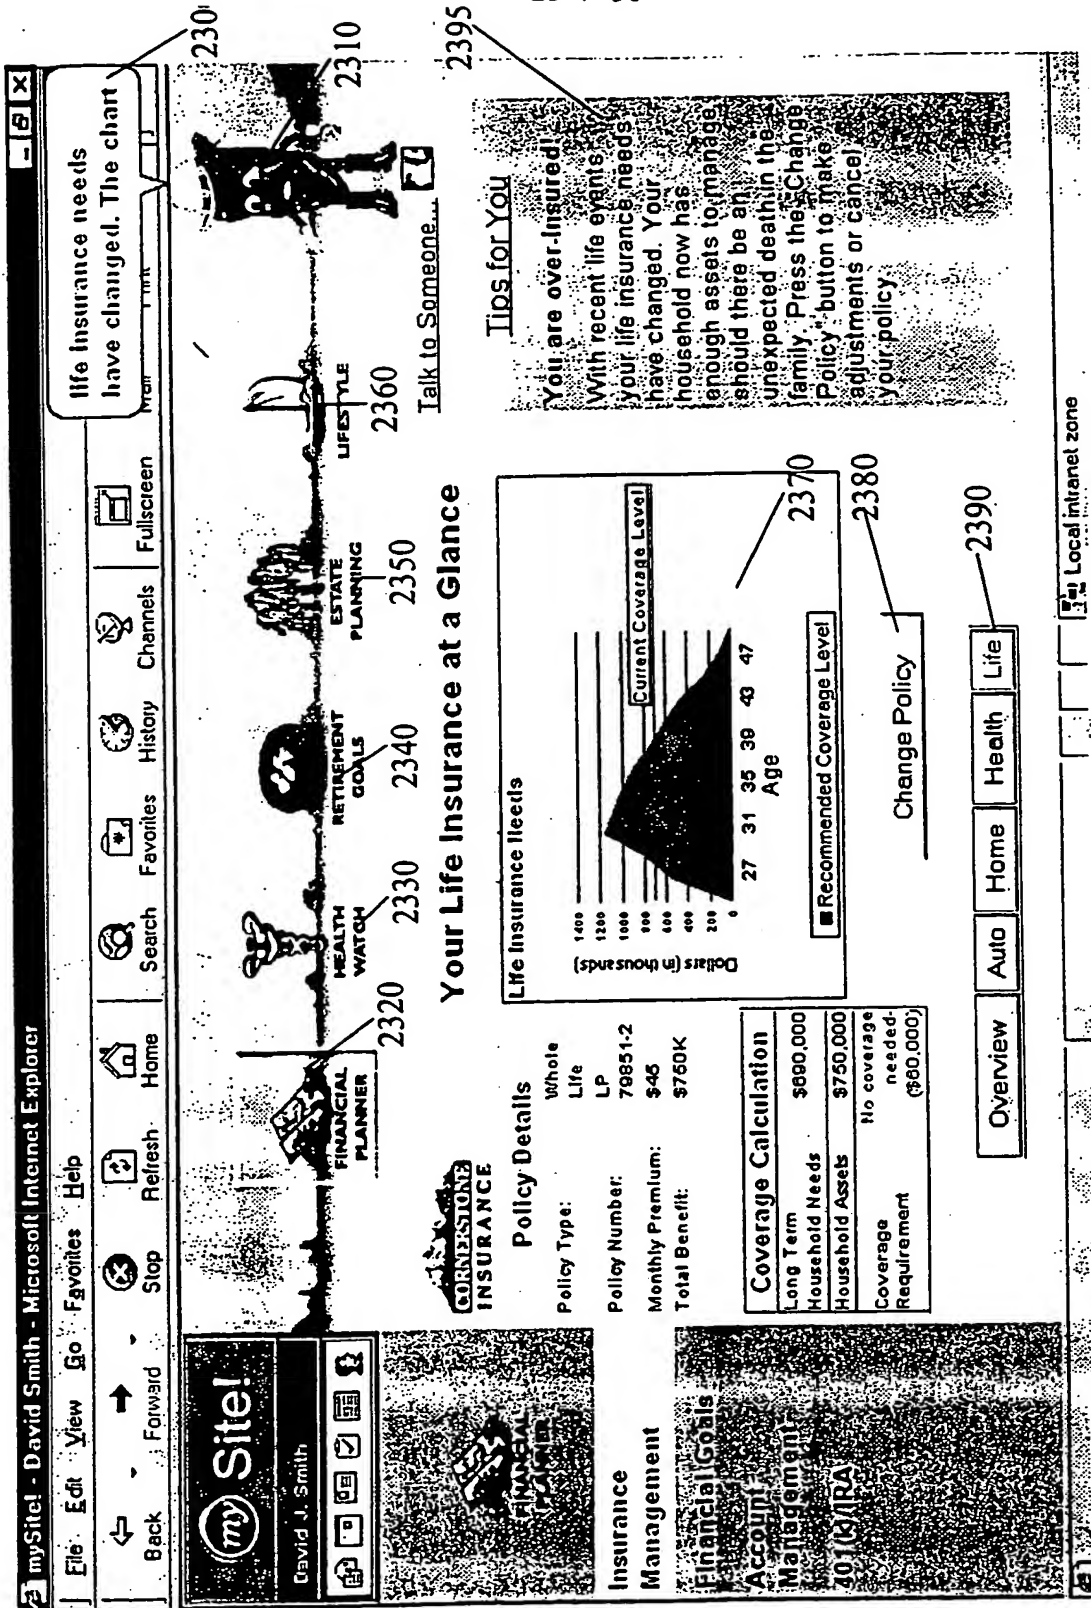 mySite! - David Smith - Microsoft Internet Explorer
File Edit View Go Favorites Help
Back Forward Stop Refresh Home Search Favorites History Channels Fullscreen
life insurance needs
have changed. The chart
230
2310
my Site!
David J. Smith
FINANCIAL
PLANNER
2320
HEALTH
WATCH
2330
RETIREMENT
GOALS
2340
ESTATE
PLANNING
2350
LIFESTYLE
2360
Talk to Someone...
2395
FINANCIAL
PLANNER
Insurance
Management
Financial Goals
Account
Management
401(k)/IRA
CORNERSTONE
INSURANCE
Your Life Insurance at a Glance
Policy Details
Policy Type: Whole
Life
Policy Number: LP
79851-2
Monthly Premium: $45
Total Benefit: $750K
Coverage Calculation
Long Term
Household Needs $690,000
Household Assets $750,000
Coverage
Requirement
No coverage
needed-
($60,000)
Life Insurance Needs
Dollars (in thousands)
1400
1200
1000
800
600
400
200
0
27 31 35 39 43 47
Age
Current Coverage Level
Recommended Coverage Level
2370
Change Policy
2380
Overview Auto Home Health Life
2390
Tips for You
You are over-insured!
With recent life events,
your life insurance needs
have changed. Your
household now has
enough assets to manage
should there be an
unexpected death in the
family. Press the "Change
Policy" button to make
adjustments or cancel
your policy
Local intranet zone